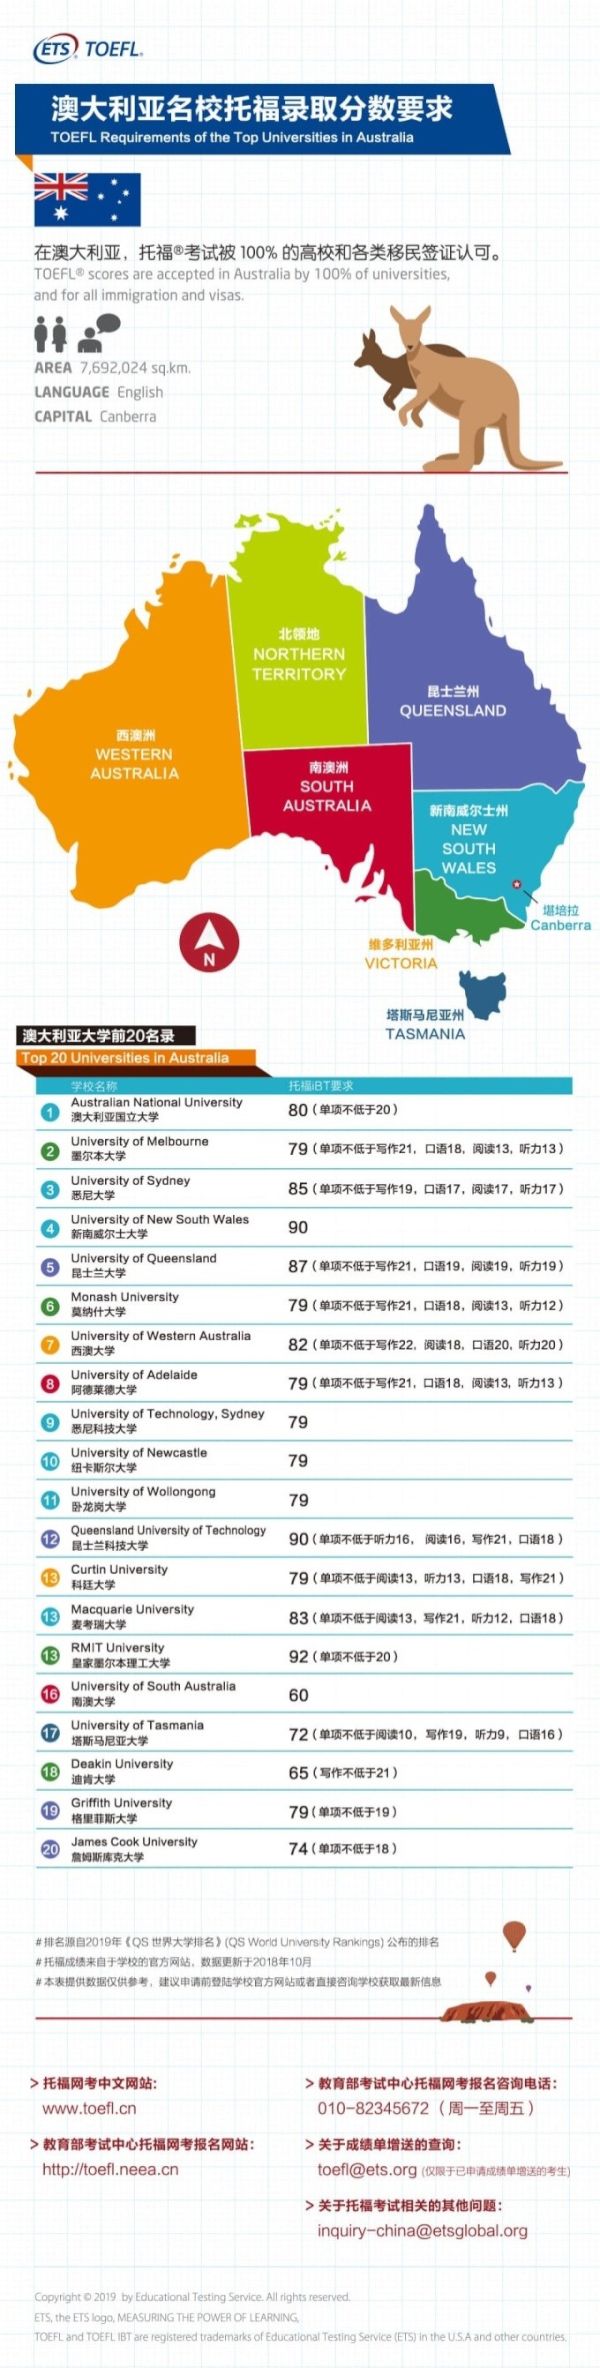 ETS TOEFL
澳大利亚名校托福录取分数要求
TOEFL Requirements of the Top Universities in Australia
在澳大利亚，托福®考试被 100% 的高校和各类移民签证认可。
TOEFL® scores are accepted in Australia by 100% of universities,
and for all immigration and visas.
AREA 7,692,024 sq.km.
LANGUAGE English
CAPITAL Canberra
北领地
NORTHERN
TERRITORY
昆士兰州
QUEENSLAND
西澳洲
WESTERN
AUSTRALIA
南澳洲
SOUTH
AUSTRALIA
新南威尔士州
NEW
SOUTH
WALES
堪培拉
Canberra
维多利亚州
VICTORIA
N
塔斯马尼亚州
TASMANIA
澳大利亚大学前20名录
Top 20 Universities in Australia
学校名称 托福iBT要求
1 Australian National University
澳大利亚国立大学 80（单项不低于20）
2 University of Melbourne
墨尔本大学 79（单项不低于写作21，口语18，阅读13，听力13）
3 University of Sydney
悉尼大学 85（单项不低于写作19，口语17，阅读17，听力17）
4 University of New South Wales
新南威尔士大学 90
5 University of Queensland
昆士兰大学 87（单项不低于写作21，口语19，阅读19，听力19）
6 Monash University
莫纳什大学 79（单项不低于写作21，口语18，阅读13，听力12）
7 University of Western Australia
西澳大学 82（单项不低于写作22，阅读18，口语20，听力20）
8 University of Adelaide
阿德莱德大学 79（单项不低于写作21，口语18，阅读13，听力13）
9 University of Technology, Sydney
悉尼科技大学 79
10 University of Newcastle
纽卡斯尔大学 79
11 University of Wollongong
卧龙岗大学 79
12 Queensland University of Technology
昆士兰科技大学 90（单项不低于听力16， 阅读16，写作21，口语18）
13 Curtin University
科廷大学 79（单项不低于阅读13，听力13，口语18，写作21）
13 Macquarie University
麦考瑞大学 83（单项不低于阅读13，写作21，听力12，口语18）
13 RMIT University
皇家墨尔本理工大学 92（单项不低于20）
16 University of South Australia
南澳大学 60
17 University of Tasmania
塔斯马尼亚大学 72（单项不低于阅读10，写作19，听力9，口语16）
18 Deakin University
迪肯大学 65（写作不低于21）
19 Griffith University
格里菲斯大学 79（单项不低于19）
20 James Cook University
詹姆斯库克大学 74（单项不低于18）
# 排名源自2019年《QS 世界大学排名》(QS World University Rankings) 公布的排名
# 托福成绩来自于学校的官方网站，数据更新于2018年10月
# 本表提供数据仅供参考，建议申请前登陆学校官方网站或者直接咨询学校获取最新信息
> 托福网考中文网站：
www.toefl.cn
> 教育部考试中心托福网考报名网站：
http://toefl.neea.cn
> 教育部考试中心托福网考报名咨询电话：
010-82345672（周一至周五）
> 关于成绩单增送的查询：
toefl@ets.org (仅限于已申请成绩单增送的考生)
> 关于托福考试相关的其他问题：
inquiry-china@etsglobal.org
Copyright © 2019 by Educational Testing Service. All rights reserved.
ETS, the ETS logo, MEASURING THE POWER OF LEARNING,
TOEFL and TOEFL IBT are registered trademarks of Educational Testing Service (ETS) in the U.S.A and other countries.